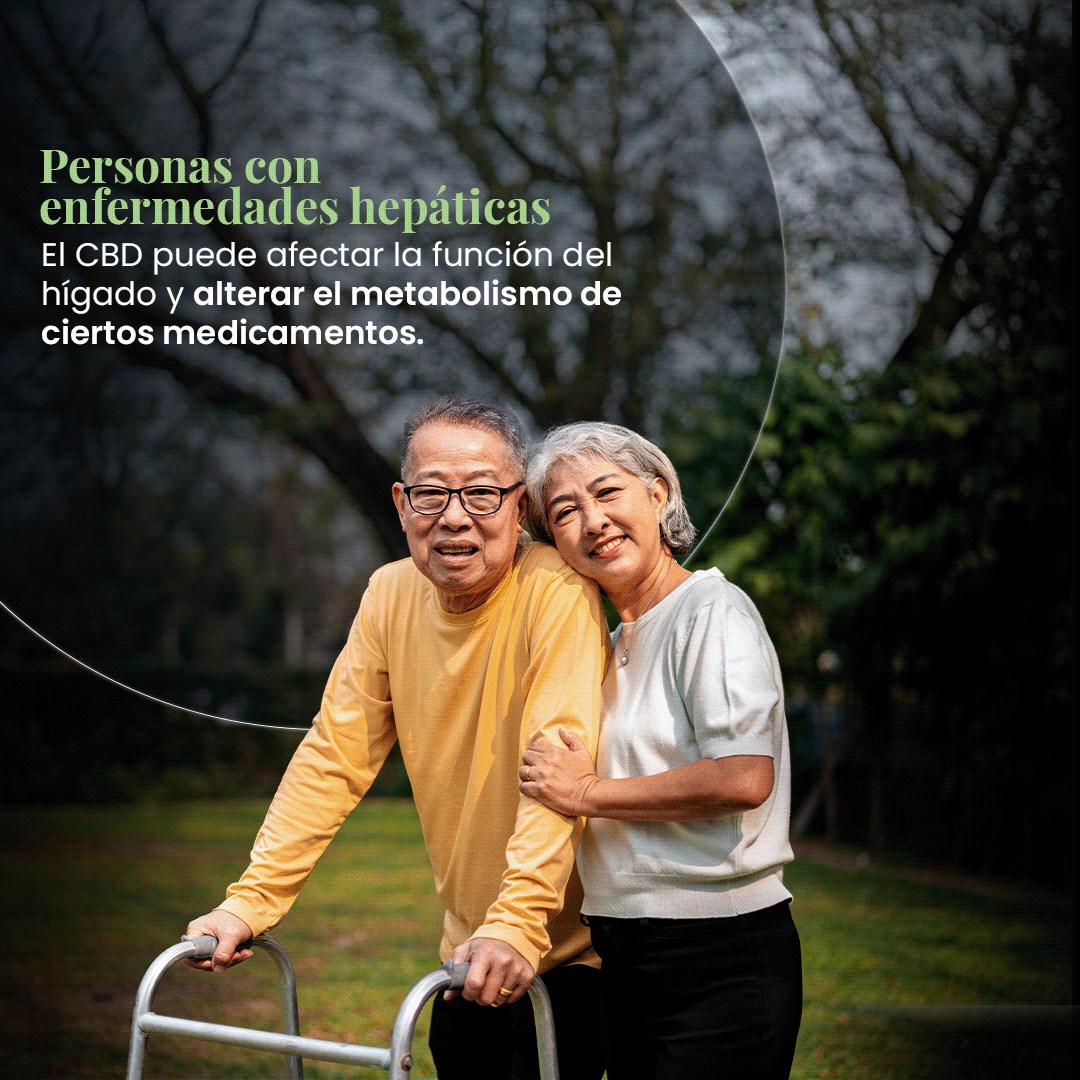 Personas con
enfermedades hepáticas
El CBD puede afectar la función del
hígado y alterar el metabolismo de
ciertos medicamentos.